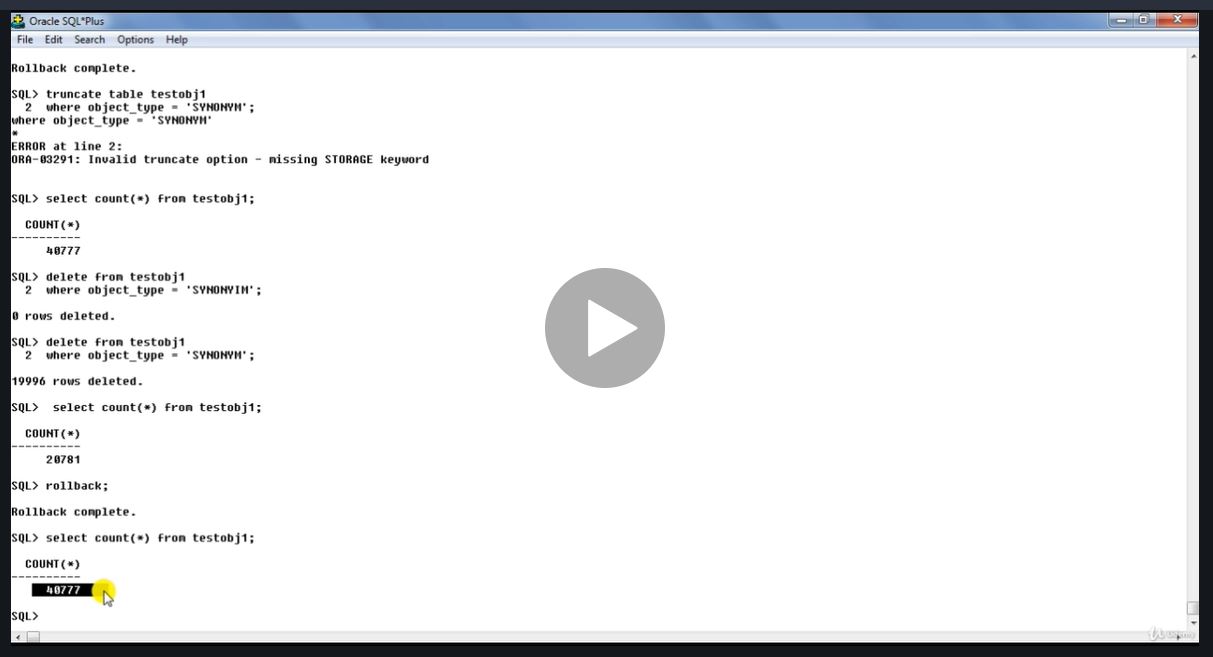 Oracle SQL*Plus
File Edit Search Options Help
Rollback complete.
SQL> truncate table testobj1
2 where object_type = 'SYNONYM';
where object_type = 'SYNONYM'
*
ERROR at line 2:
ORA-03291: Invalid truncate option - missing STORAGE keyword
SQL> select count(*) from testobj1;
COUNT(*)
----------
40777
SQL> delete from testobj1
2 where object_type = 'SYNONYIM';
0 rows deleted.
SQL> delete from testobj1
2 where object_type = 'SYNONYM';
19996 rows deleted.
SQL> select count(*) from testobj1;
COUNT(*)
----------
20781
SQL> rollback;
Rollback complete.
SQL> select count(*) from testobj1;
COUNT(*)
----------
40777
SQL>
Udemy